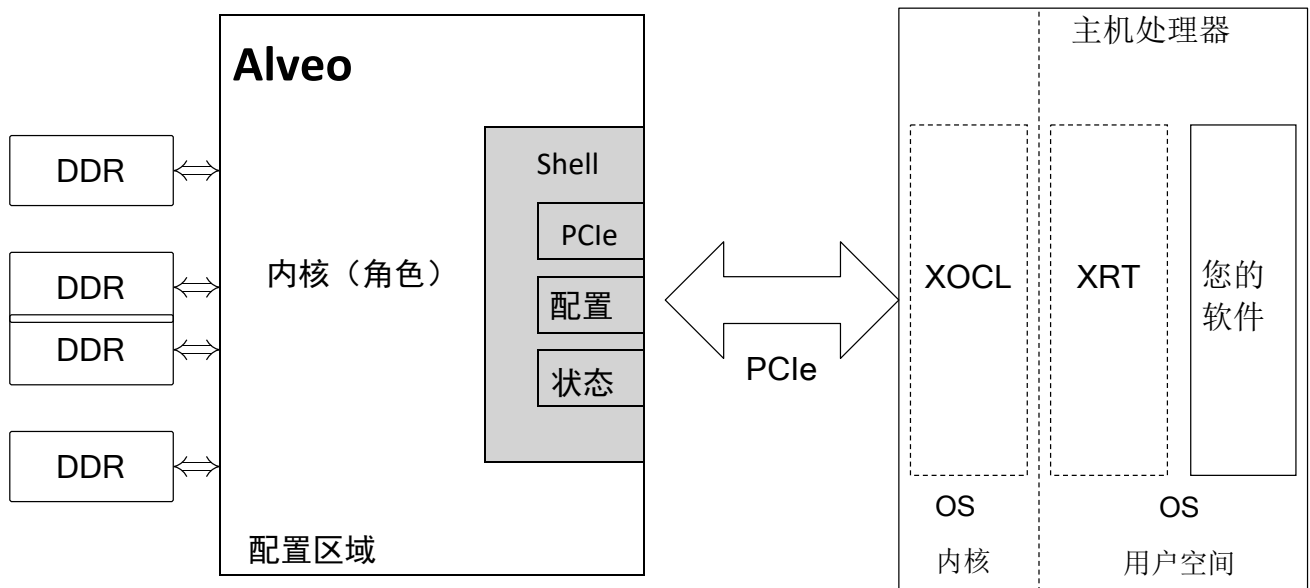 Alveo
DDR
DDR
DDR
DDR
内核（角色）
配置区域
Shell
PCIe
配置
状态
PCIe
主机处理器
XOCL
XRT
您的
软件
OS
内核
OS
用户空间